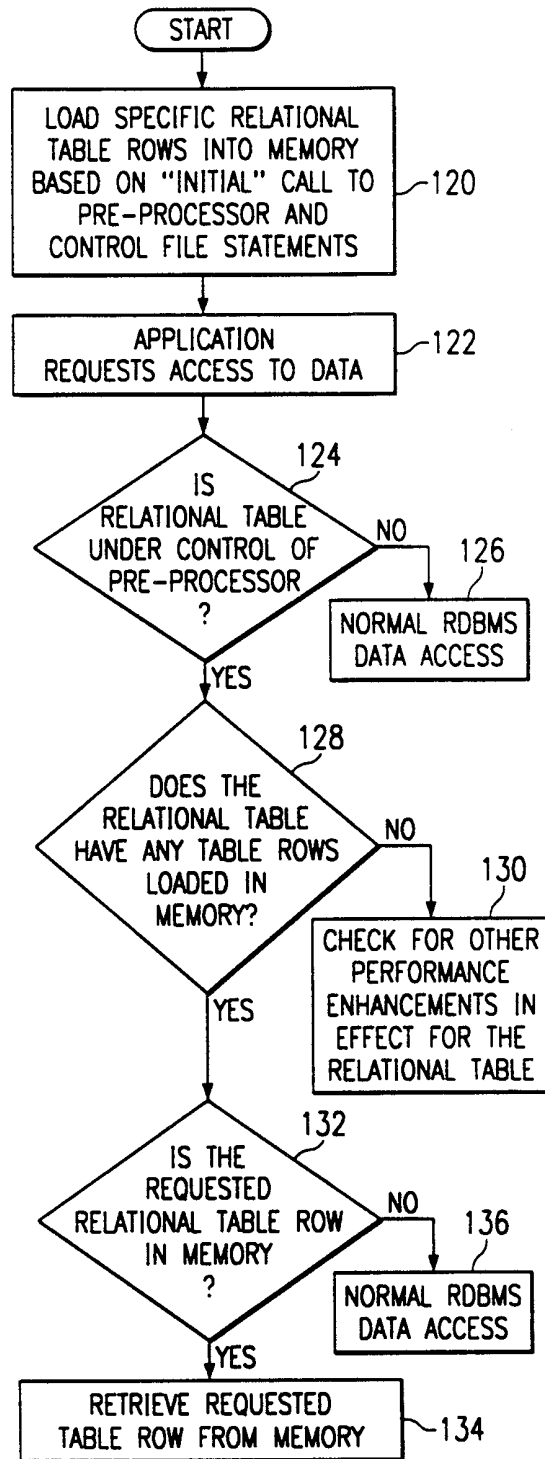 START
LOAD SPECIFIC RELATIONAL
TABLE ROWS INTO MEMORY
BASED ON "INITIAL" CALL TO
PRE-PROCESSOR AND
CONTROL FILE STATEMENTS
120
APPLICATION
REQUESTS ACCESS TO DATA
122
124
IS
RELATIONAL TABLE
UNDER CONTROL OF
PRE-PROCESSOR
?
NO
126
NORMAL RDBMS
DATA ACCESS
YES
128
DOES THE
RELATIONAL TABLE
HAVE ANY TABLE ROWS
LOADED IN
MEMORY?
NO
130
CHECK FOR OTHER
PERFORMANCE
ENHANCEMENTS IN
EFFECT FOR THE
RELATIONAL TABLE
YES
132
IS THE
REQUESTED
RELATIONAL TABLE ROW
IN MEMORY
?
NO
136
NORMAL RDBMS
DATA ACCESS
YES
RETRIEVE REQUESTED
TABLE ROW FROM MEMORY
134